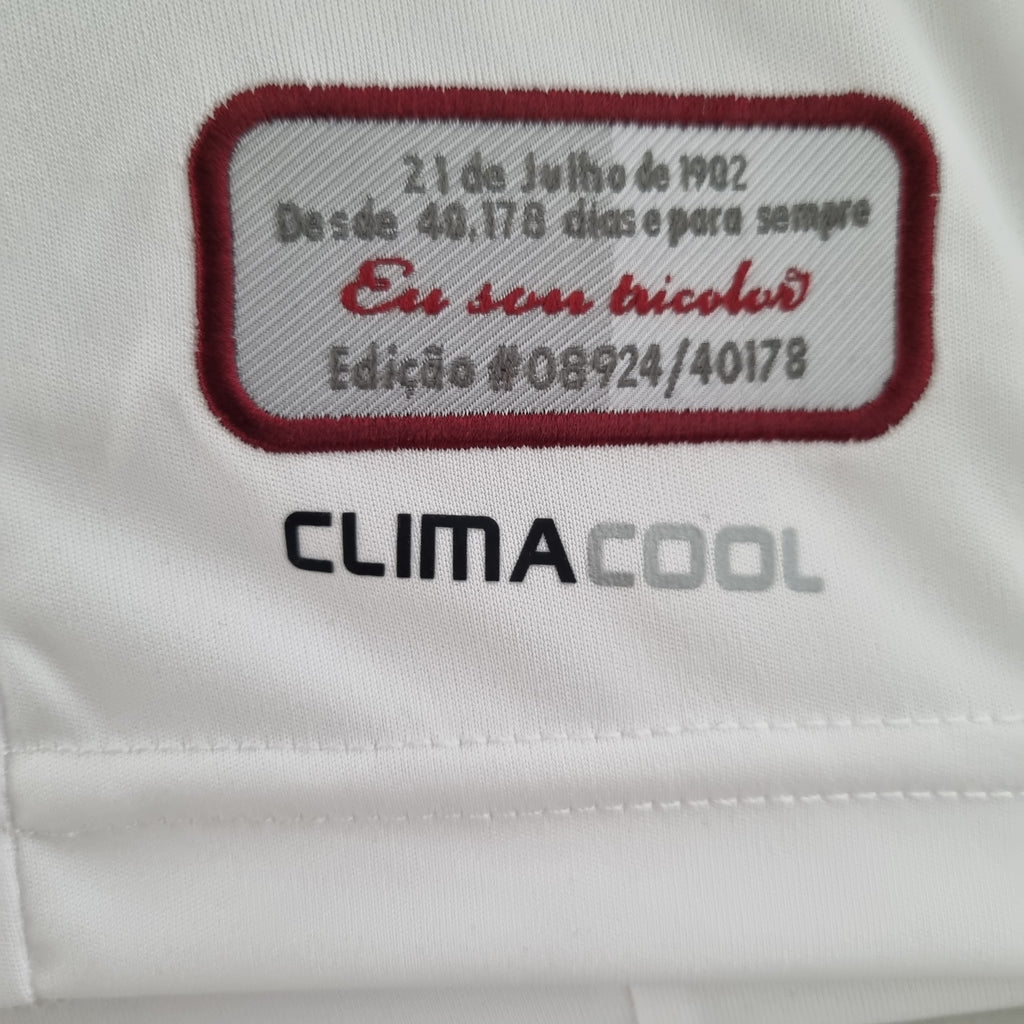 21 de Julho de 1902
Desde 40.178 dias e para sempre
Eu sou tricolor
Edição #08924/40178
CLIMACOOL